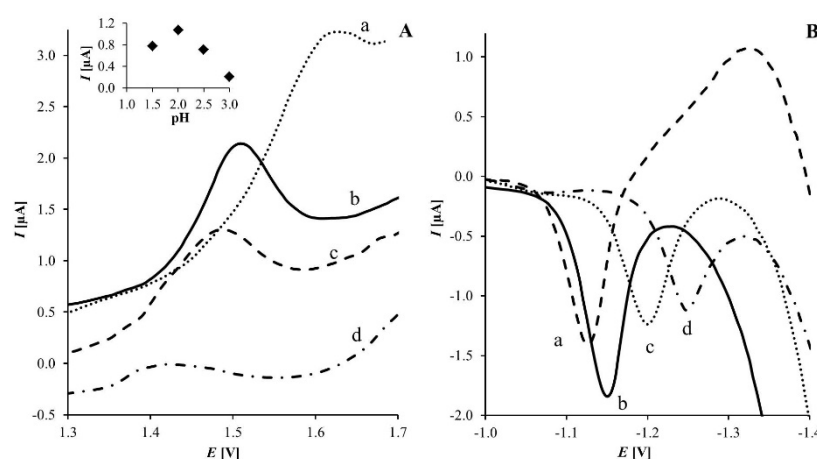 A
I [µA]
1.2
0.8
0.4
0.0
1.0 1.5 2.0 2.5 3.0
pH
3.0
2.5
2.0
1.5
1.0
0.5
0.0
-0.5
I [µA]
a
b
c
d
1.3 1.4 1.5 1.6 1.7
E [V]
B
1.0
0.5
0.0
-0.5
-1.0
-1.5
-2.0
I [µA]
a
b
c
d
-1.0 -1.1 -1.2 -1.3 -1.4
E [V]